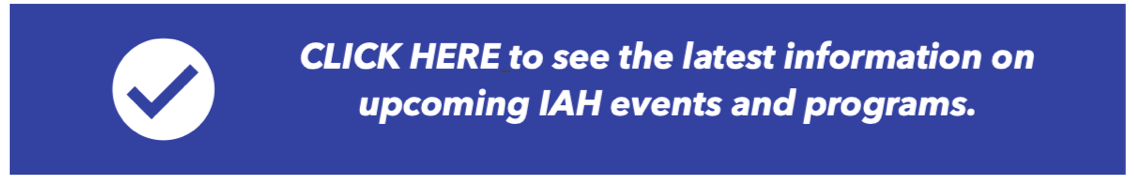 CLICK HERE to see the latest information on
upcoming IAH events and programs.